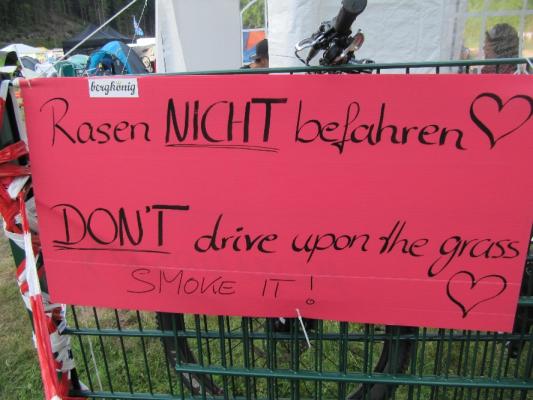 bergkönig
Rasen NICHT befahren
DON'T drive upon the grass
SMOKE IT!